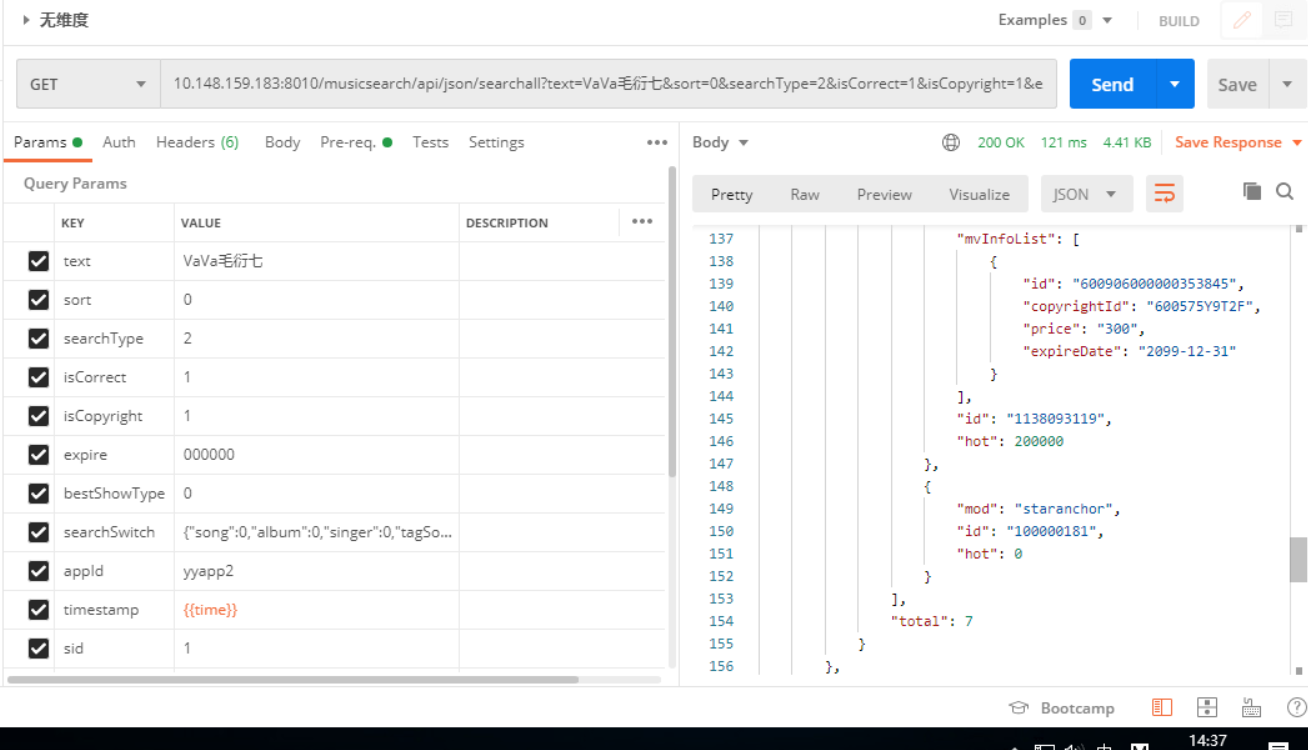 无维度
Examples 0
BUILD
GET
10.148.159.183:8010/musicsearch/api/json/searchall?text=VaVa毛衍七&sort=0&searchType=2&isCorrect=1&isCopyright=1&e
Send
Save
Params
Auth
Headers (6)
Body
Pre-req.
Tests
Settings
Query Params
KEY VALUE DESCRIPTION
text VaVa毛衍七
sort 0
searchType 2
isCorrect 1
isCopyright 1
expire 000000
bestShowType 0
searchSwitch {"song":0,"album":0,"singer":0,"tagSo...
appId yyapp2
timestamp {{time}}
sid 1
Body
200 OK 121 ms 4.41 KB Save Response
Pretty Raw Preview Visualize JSON
137 "mvInfoList": [
138 {
139 "id": "600906000000353845",
140 "copyrightId": "600575Y9T2F",
141 "price": "300",
142 "expireDate": "2099-12-31"
143 }
144 ],
145 "id": "1138093119",
146 "hot": 200000
147 },
148 {
149 "mod": "staranchor",
150 "id": "100000181",
151 "hot": 0
152 }
153 ],
154 "total": 7
155 }
156 },
Bootcamp
中
14:37